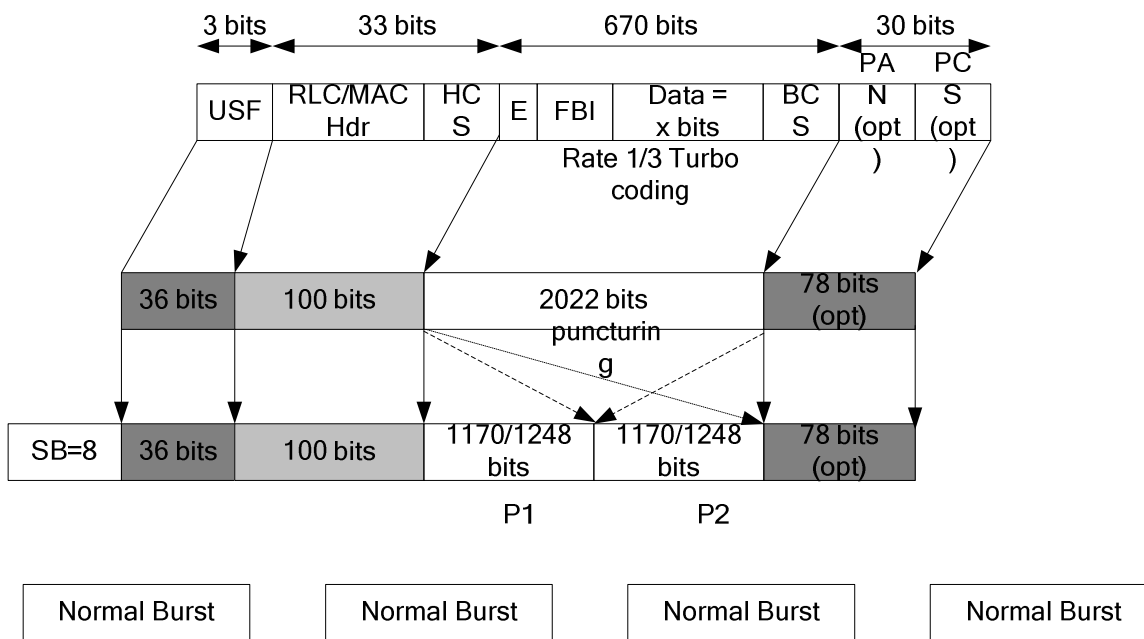 3 bits 33 bits 670 bits 30 bits
USF
RLC/MAC
Hdr
HC
S
E
FBI
Data =
x bits
BC
S
PA
N
(opt
)
PC
S
(opt
)
Rate 1/3 Turbo
coding
36 bits
100 bits
2022 bits
78 bits
(opt)
puncturin
g
SB=8
36 bits
100 bits
1170/1248
bits
1170/1248
bits
78 bits
(opt)
P1 P2
Normal Burst Normal Burst Normal Burst Normal Burst